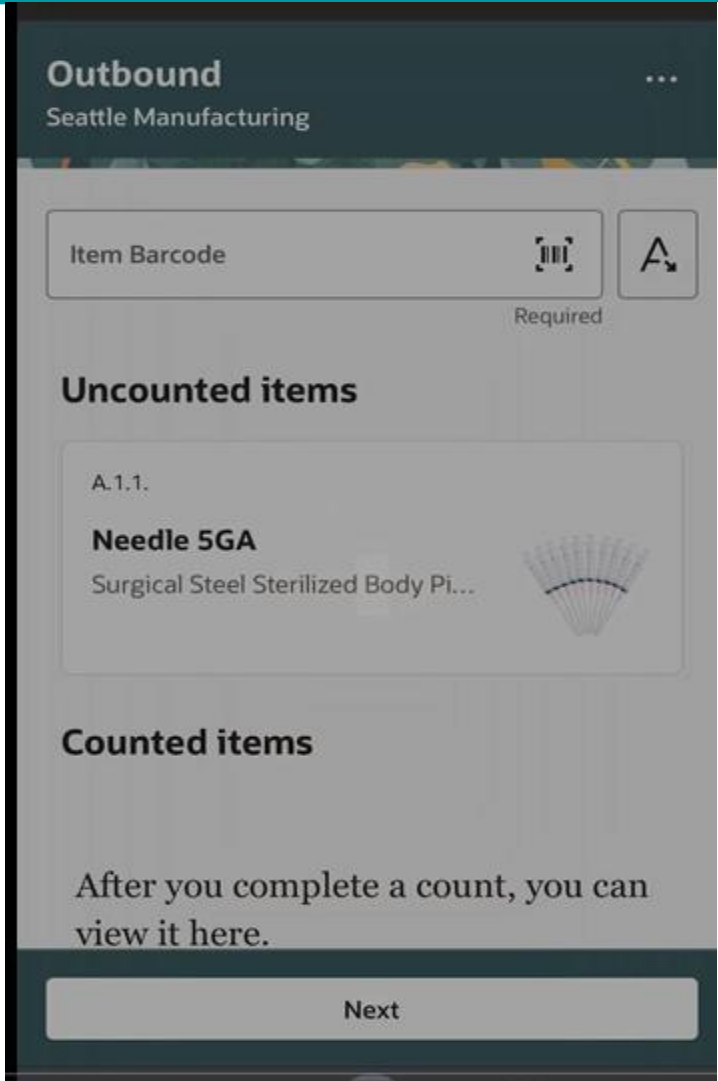 Outbound
...
Seattle Manufacturing
Item Barcode
Required
Uncounted items
A.1.1.
Needle 5GA
Surgical Steel Sterilized Body Pi...
Counted items
After you complete a count, you can
view it here.
Next